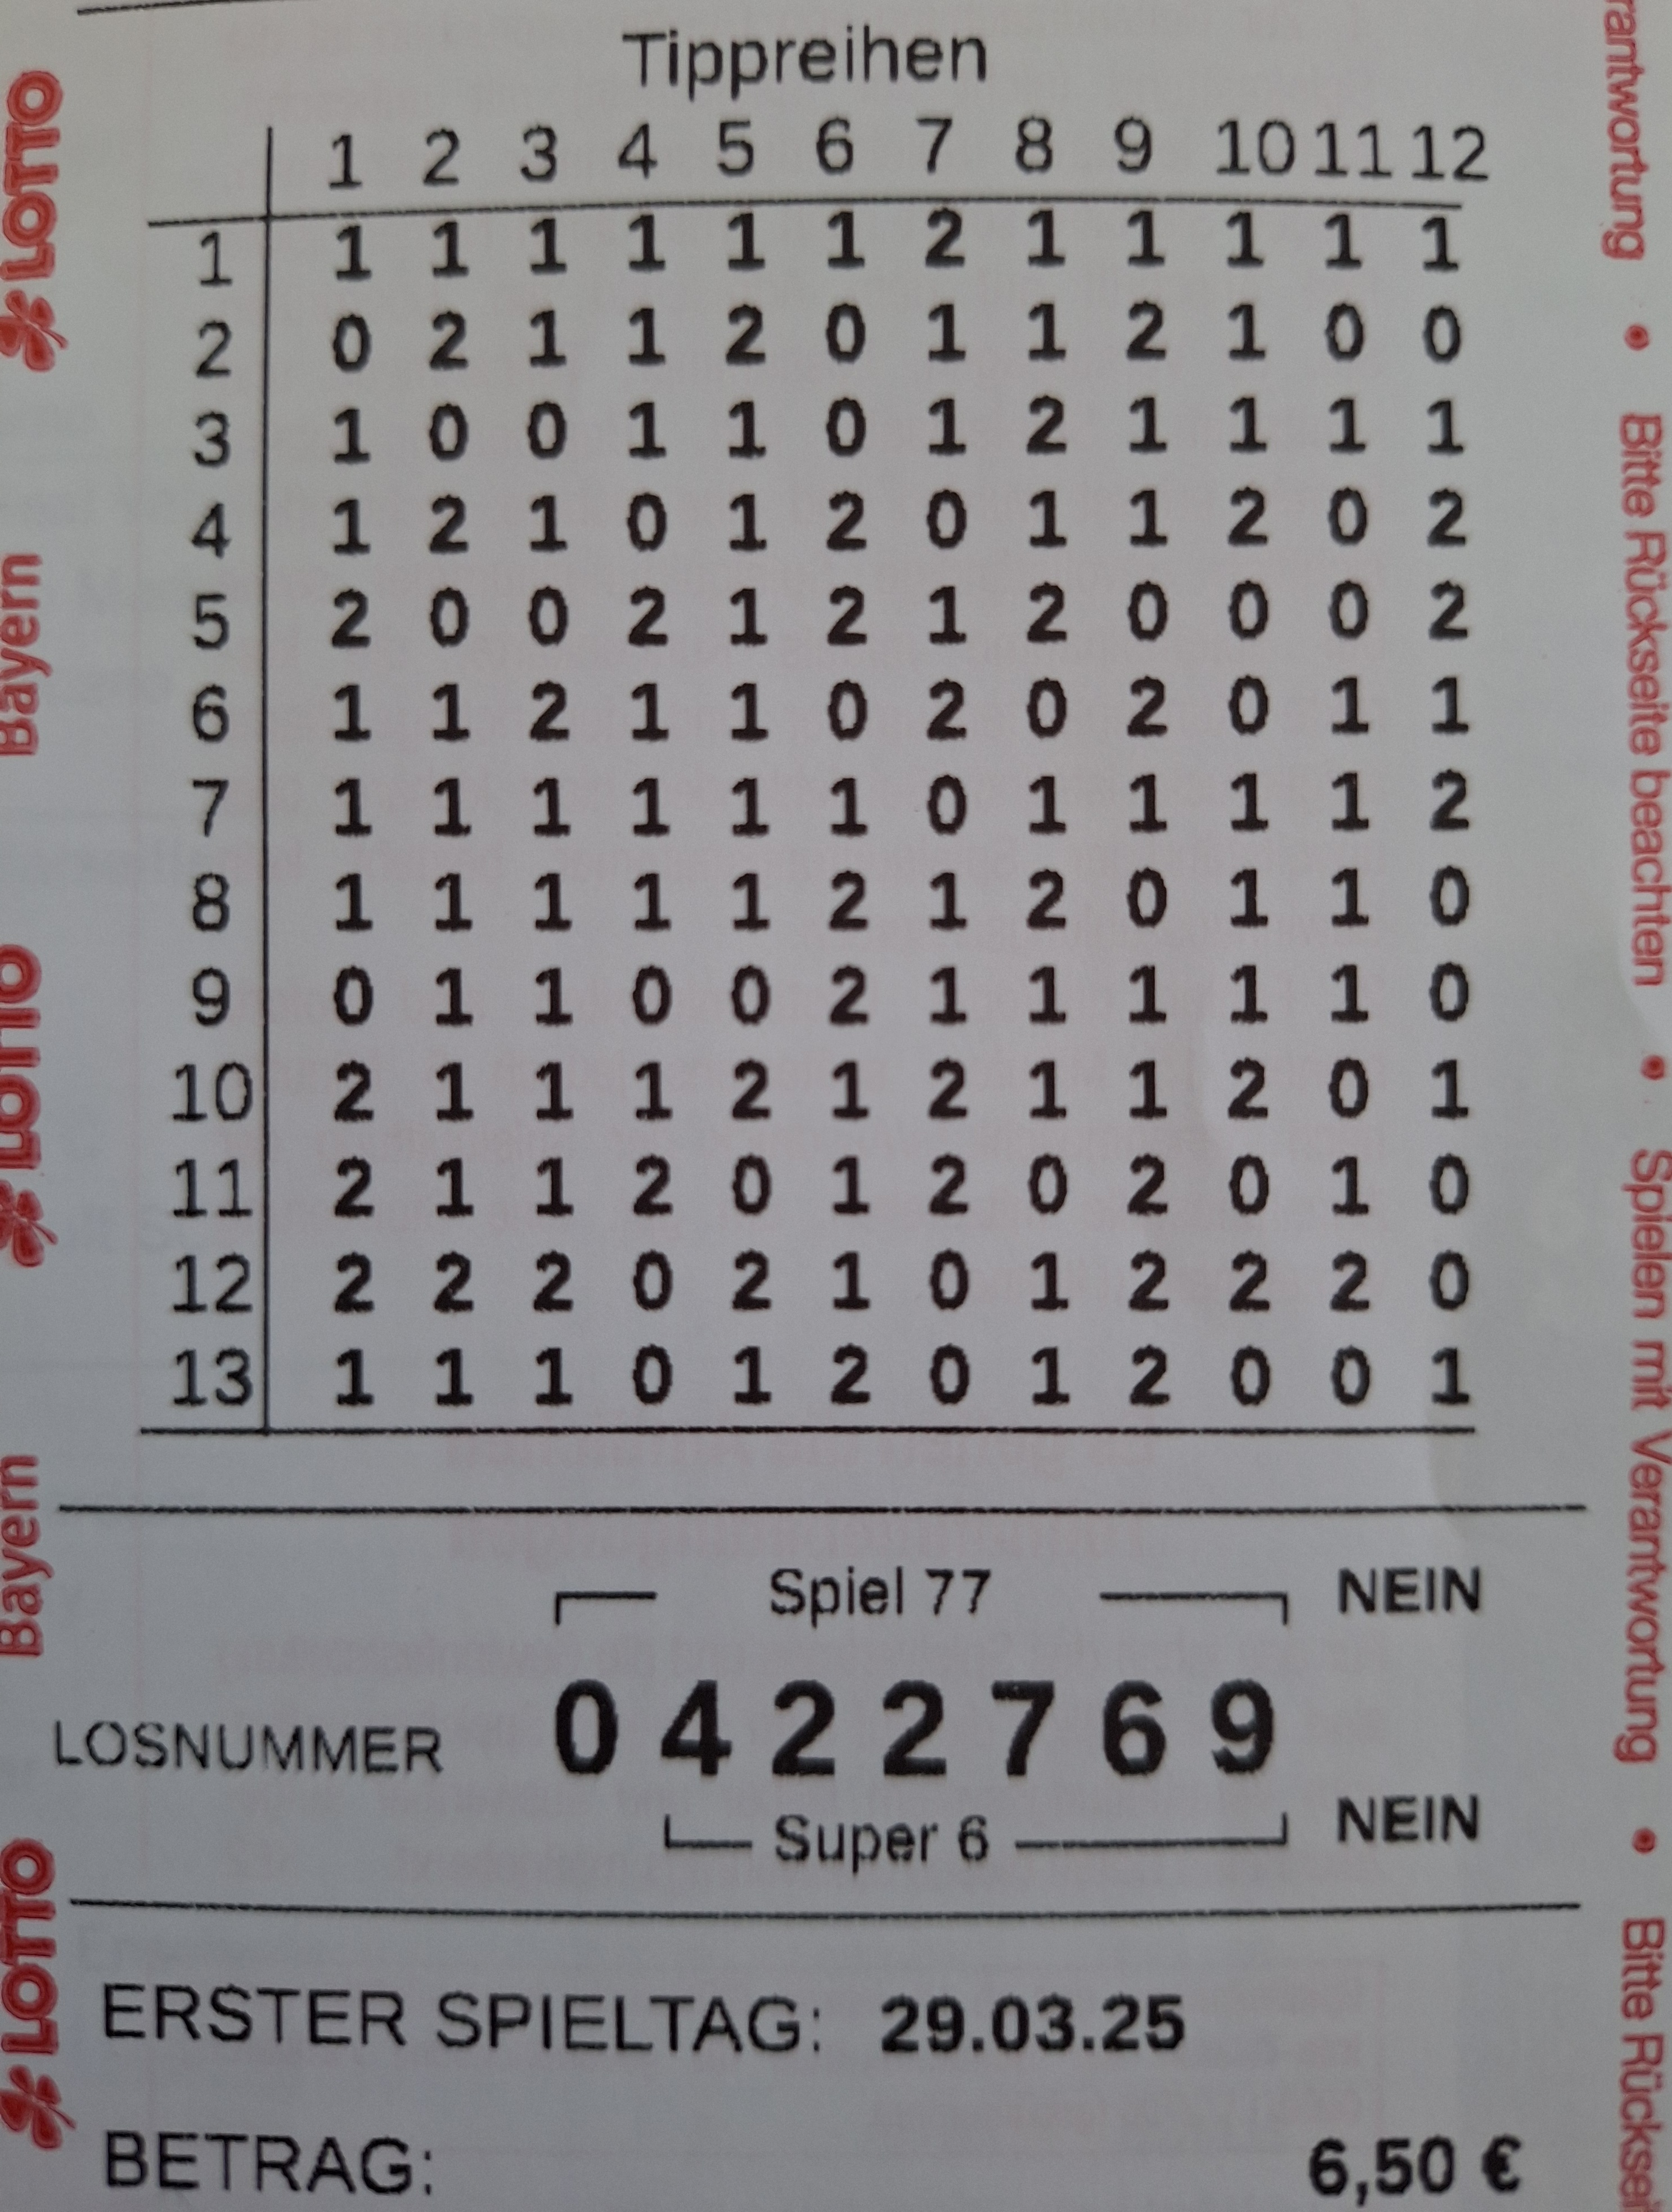 Tippreihen
1 2 3 4 5 6 7 8 9 10 11 12
1 1 1 1 1 1 1 2 1 1 1 1 1
2 0 2 1 1 2 0 1 1 2 1 0 0
3 1 0 0 1 1 0 1 2 1 1 1 1
4 1 2 1 0 1 2 0 1 1 2 0 2
5 2 0 0 2 1 2 1 2 0 0 0 2
6 1 1 2 1 1 0 2 0 2 0 1 1
7 1 1 1 1 1 1 0 1 1 1 1 2
8 1 1 1 1 1 2 1 2 0 1 1 0
9 0 1 1 0 0 2 1 1 1 1 1 0
10 2 1 1 1 2 1 2 1 1 2 0 1
11 2 1 1 2 0 1 2 0 2 0 1 0
12 2 2 2 0 2 1 0 1 2 2 2 0
13 1 1 1 0 1 2 0 1 2 0 0 1
Spiel 77 NEIN
LOSNUMMER 0 4 2 2 7 6 9
Super 6 NEIN
ERSTER SPIELTAG: 29.03.25
BETRAG: 6,50 €
LOTTO Bayern LOTTO Bayern LOTTO
rantwortung • Bitte Rückseite beachten • Spielen mit Verantwortung • Bitte Rücksei